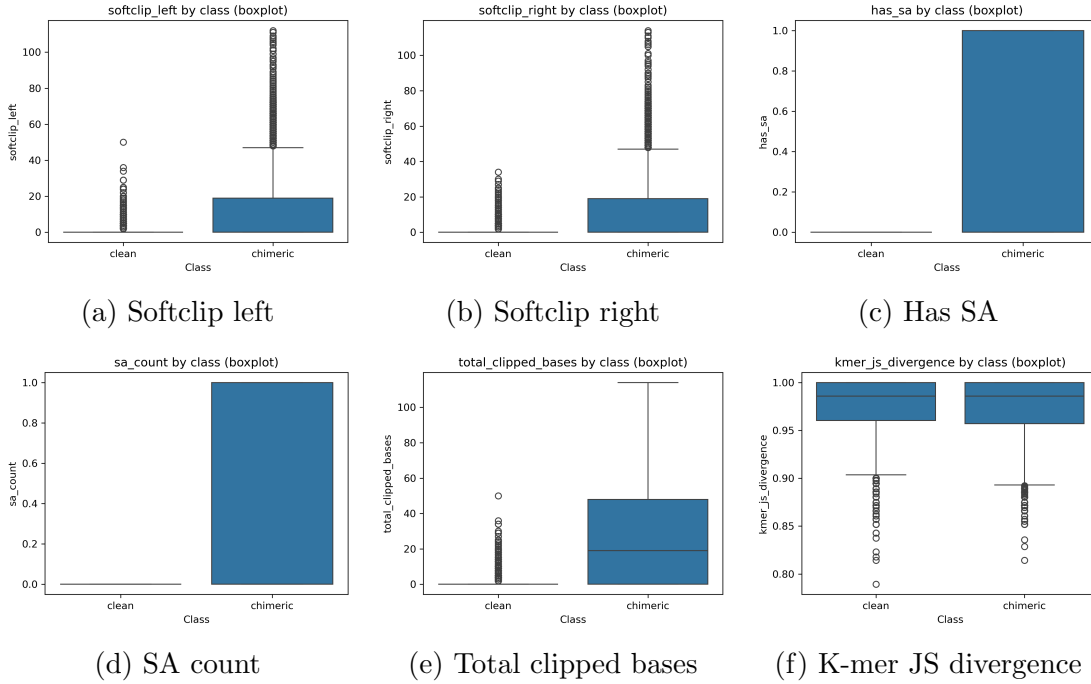 softclip_left by class (boxplot)
softclip_left
100
80
60
40
20
0
clean
chimeric
Class
(a) Softclip left
softclip_right by class (boxplot)
softclip_right
100
80
60
40
20
0
clean
chimeric
Class
(b) Softclip right
has_sa by class (boxplot)
has_sa
1.0
0.8
0.6
0.4
0.2
0.0
clean
chimeric
Class
(c) Has SA
sa_count by class (boxplot)
sa_count
1.0
0.8
0.6
0.4
0.2
0.0
clean
chimeric
Class
(d) SA count
total_clipped_bases by class (boxplot)
total_clipped_bases
100
80
60
40
20
0
clean
chimeric
Class
(e) Total clipped bases
kmer_js_divergence by class (boxplot)
kmer_js_divergence
1.00
0.95
0.90
0.85
0.80
clean
chimeric
Class
(f) K-mer JS divergence